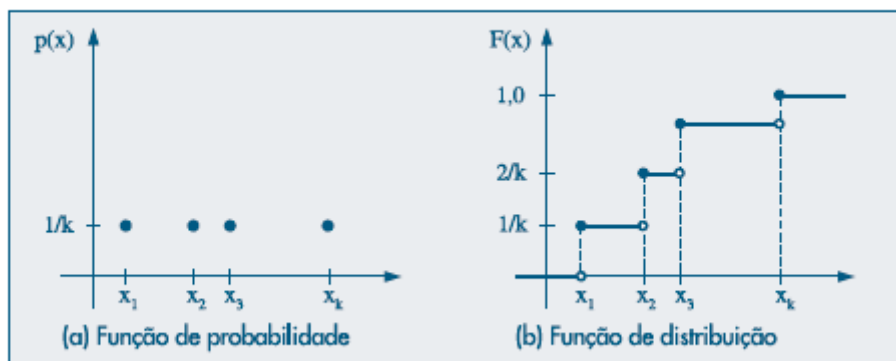 p(x)
1/k
x₁ x₂ x₃ xₖ
(a) Função de probabilidade
F(x)
1,0
2/k
1/k
x₁ x₂ x₃ xₖ
(b) Função de distribuição